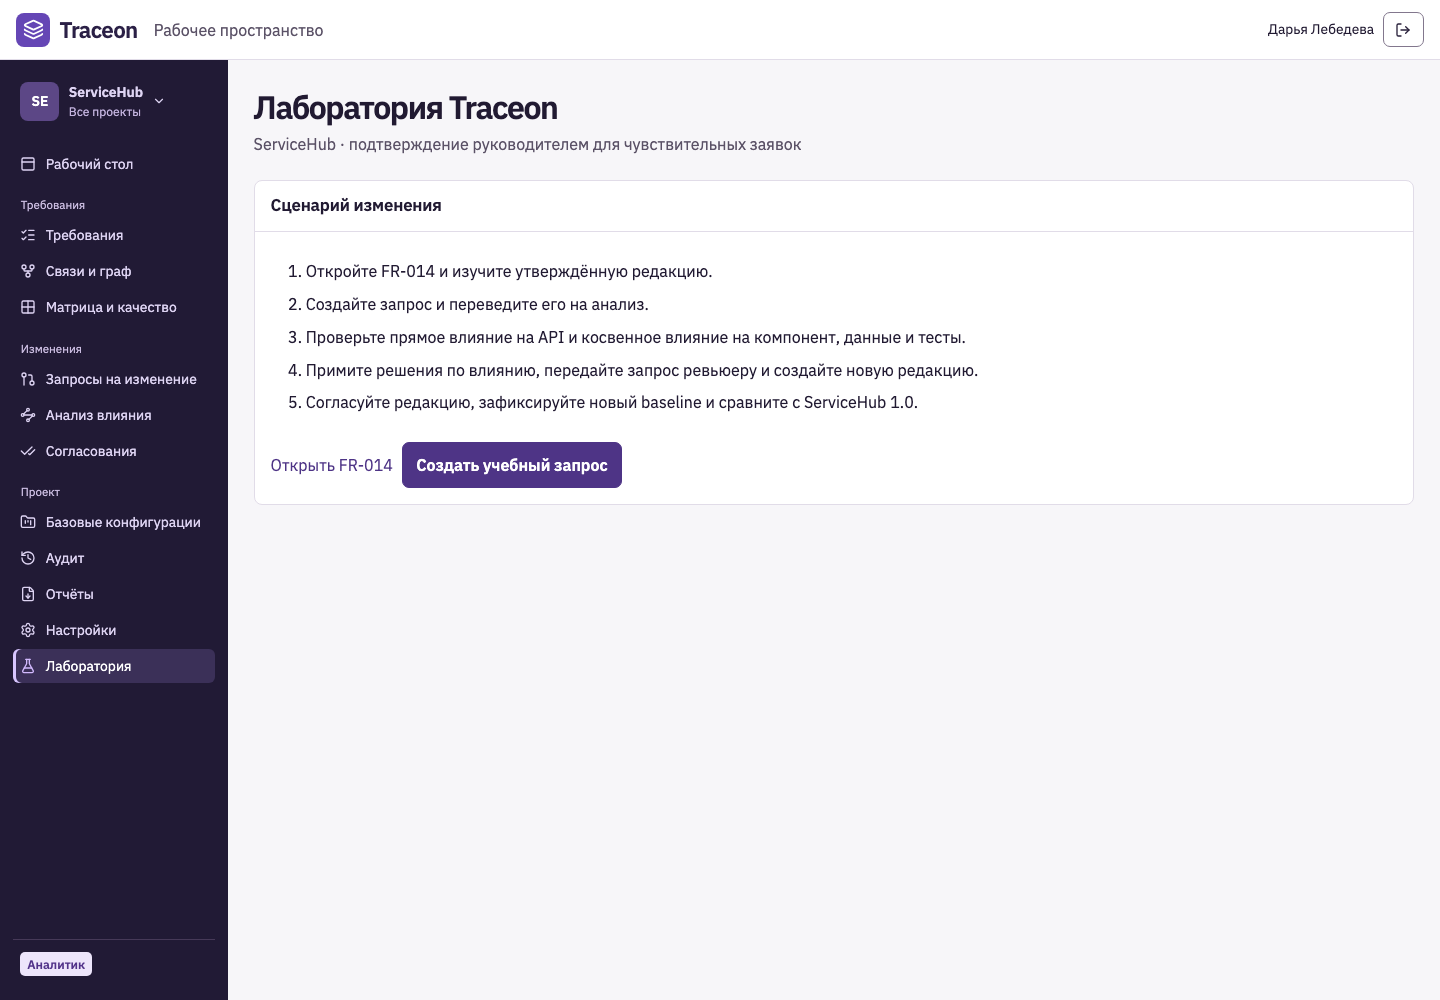 Traceon
Рабочее пространство
Дарья Лебедева
SE
ServiceHub
Все проекты
Рабочий стол
Требования
Требования
Связи и граф
Матрица и качество
Изменения
Запросы на изменение
Анализ влияния
Согласования
Проект
Базовые конфигурации
Аудит
Отчёты
Настройки
Лаборатория
Аналитик
Лаборатория Traceon
ServiceHub · подтверждение руководителем для чувствительных заявок
Сценарий изменения
1. Откройте FR-014 и изучите утверждённую редакцию.
2. Создайте запрос и переведите его на анализ.
3. Проверьте прямое влияние на API и косвенное влияние на компонент, данные и тесты.
4. Примите решения по влиянию, передайте запрос ревьюеру и создайте новую редакцию.
5. Согласуйте редакцию, зафиксируйте новый baseline и сравните с ServiceHub 1.0.
Открыть FR-014
Создать учебный запрос